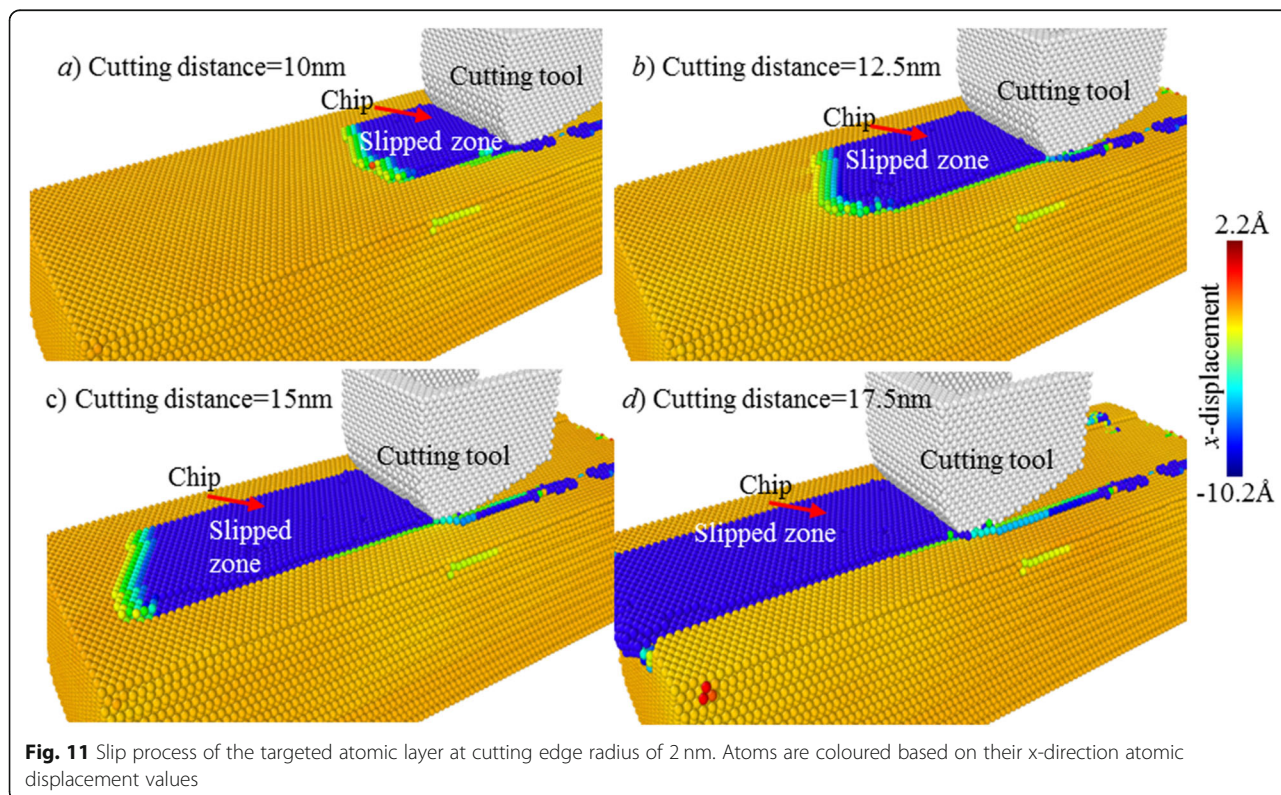 a) Cutting distance=10nm
Cutting tool
Chip
Slipped zone
b) Cutting distance=12.5nm
Cutting tool
Chip
Slipped zone
2.2Å
x-displacement
-10.2Å
c) Cutting distance=15nm
Cutting tool
Chip
Slipped
zone
d) Cutting distance=17.5nm
Cutting tool
Chip
Slipped zone
Fig. 11 Slip process of the targeted atomic layer at cutting edge radius of 2 nm. Atoms are coloured based on their x-direction atomic
displacement values